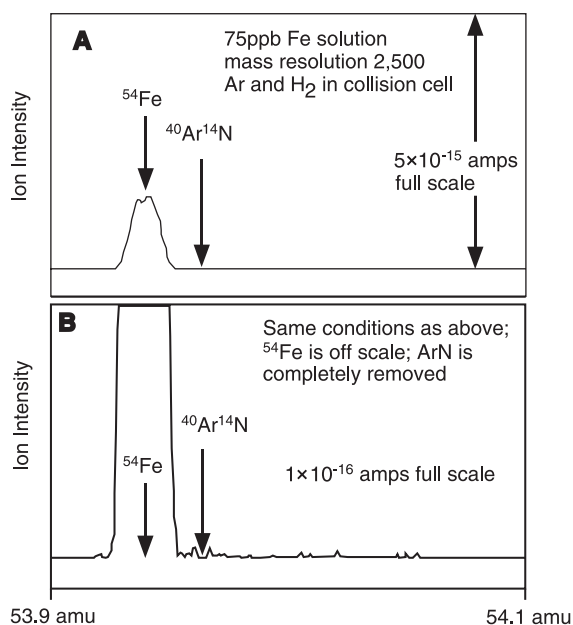 A
75ppb Fe solution
mass resolution 2,500
Ar and H2 in collision cell
54Fe
40Ar14N
5×10-15 amps
full scale
Ion Intensity
B
Same conditions as above;
54Fe is off scale; ArN is
completely removed
40Ar14N
54Fe
1×10-16 amps full scale
Ion Intensity
53.9 amu
54.1 amu